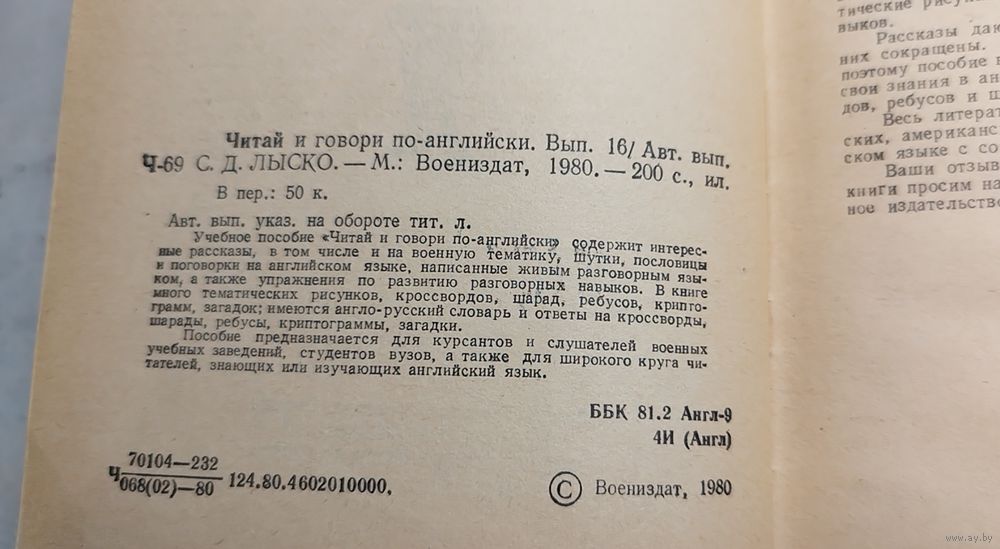 Читай и говори по-английски. Вып. 16/ Авт. вып.
Ч-69 С. Д. ЛЫСКО. — М.: Воениздат, 1980. — 200 с., ил.
В пер.: 50 к.
Авт. вып. указ. на обороте тит. л.
Учебное пособие «Читай и говори по-английски» содержит интерес-
ные рассказы, в том числе и на военную тематику, шутки, пословицы
и поговорки на английском языке, написанные живым разговорным язы-
ком, а также упражнения по развитию разговорных навыков. В книге
много тематических рисунков, кроссвордов, шарад, ребусов, крипто-
грамм, загадок; имеются англо-русский словарь и ответы на кроссворды,
шарады, ребусы, криптограммы, загадки.
Пособие предназначается для курсантов и слушателей военных
учебных заведений, студентов вузов, а также для широкого круга чи-
тателей, знающих или изучающих английский язык.
ББК 81.2 Англ-9
4И (Англ)
Ч 70104—232
068(02)—80 124.80.4602010000.
© Воениздат, 1980
тические
выков.
Рассказы
них сокращены.
поэтому пособие
свои знания в
дов, ребусов и
Весь
ских,
ском языке с
Ваши
книги просим
ное
www.ay.by